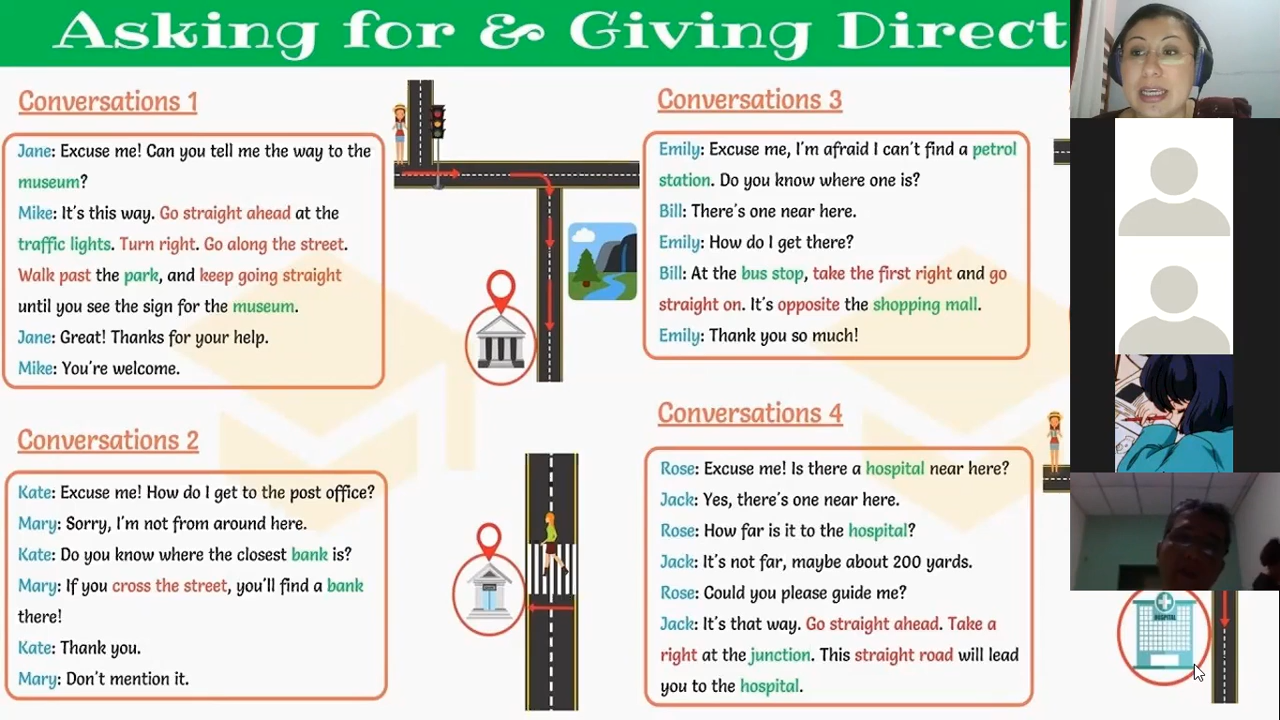 Asking for & Giving Direct
Conversations 1
Jane: Excuse me! Can you tell me the way to the
museum?
Mike: It's this way. Go straight ahead at the
traffic lights. Turn right. Go along the street.
Walk past the park, and keep going straight
until you see the sign for the museum.
Jane: Great! Thanks for your help.
Mike: You're welcome.
Conversations 2
Kate: Excuse me! How do I get to the post office?
Mary: Sorry, I'm not from around here.
Kate: Do you know where the closest bank is?
Mary: If you cross the street, you'll find a bank
there!
Kate: Thank you.
Mary: Don't mention it.
Conversations 3
Emily: Excuse me, I'm afraid I can't find a petrol
station. Do you know where one is?
Bill: There's one near here.
Emily: How do I get there?
Bill: At the bus stop, take the first right and go
straight on. It's opposite the shopping mall.
Emily: Thank you so much!
Conversations 4
Rose: Excuse me! Is there a hospital near here?
Jack: Yes, there's one near here.
Rose: How far is it to the hospital?
Jack: It's not far, maybe about 200 yards.
Rose: Could you please guide me?
Jack: It's that way. Go straight ahead. Take a
right at the junction. This straight road will lead
you to the hospital.
HOSPITAL